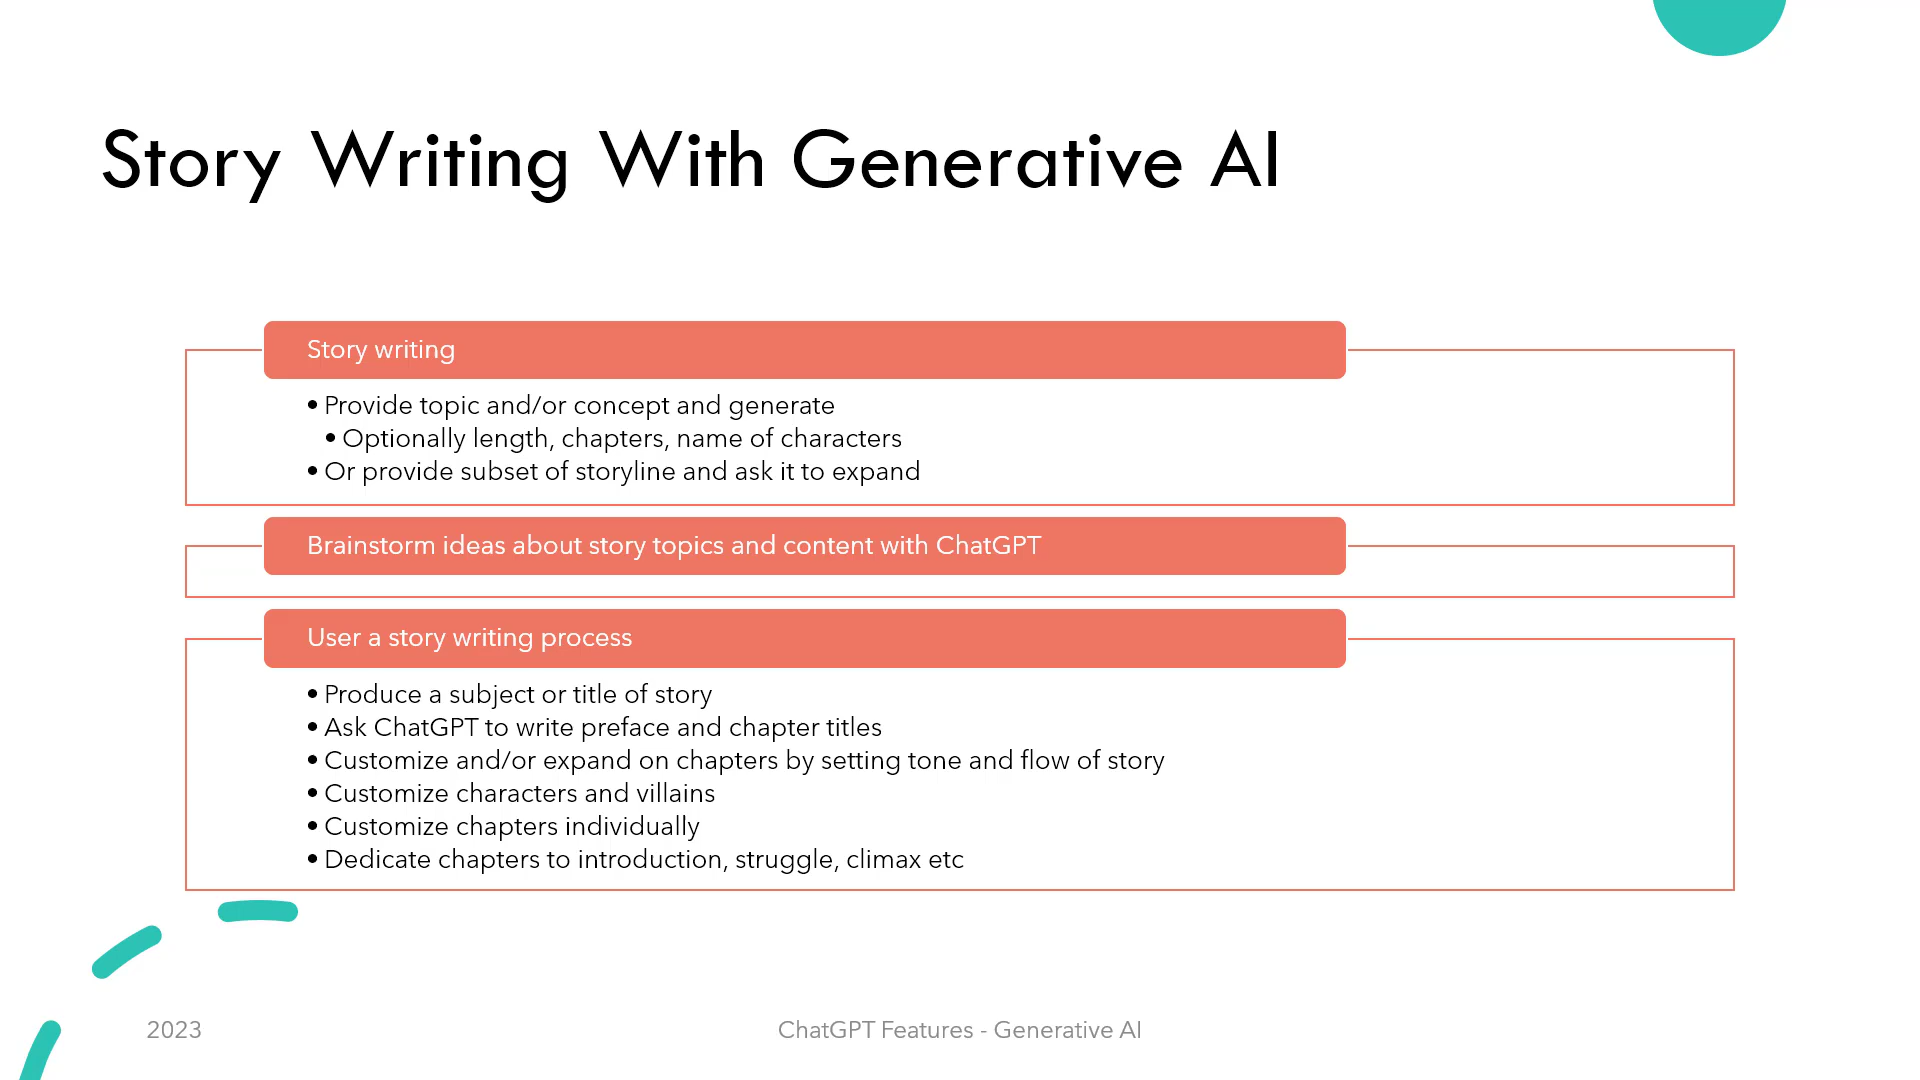 Story Writing With Generative AI
Story writing
• Provide topic and/or concept and generate
• Optionally length, chapters, name of characters
• Or provide subset of storyline and ask it to expand
Brainstorm ideas about story topics and content with ChatGPT
User a story writing process
• Produce a subject or title of story
• Ask ChatGPT to write preface and chapter titles
• Customize and/or expand on chapters by setting tone and flow of story
• Customize characters and villains
• Customize chapters individually
• Dedicate chapters to introduction, struggle, climax etc
2023
ChatGPT Features - Generative AI